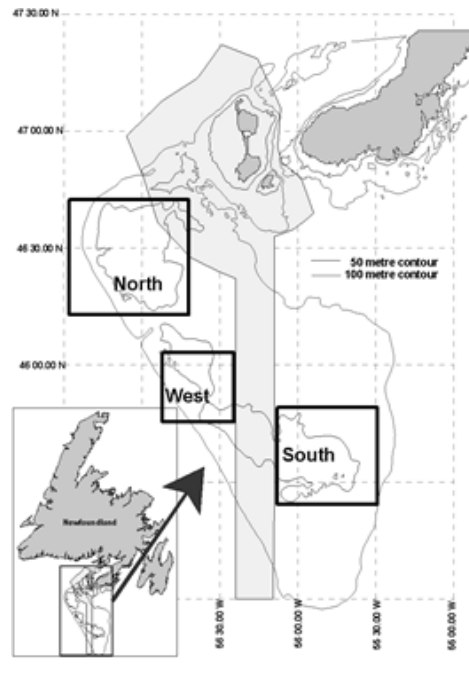 47 30.00 N
47 00.00 N
46 30.00 N
50 metre contour
100 metre contour
North
46 00.00 N
West
South
Newfoundland
56 30.00 W
56 00.00 W
55 30.00 W
55 00.00 W